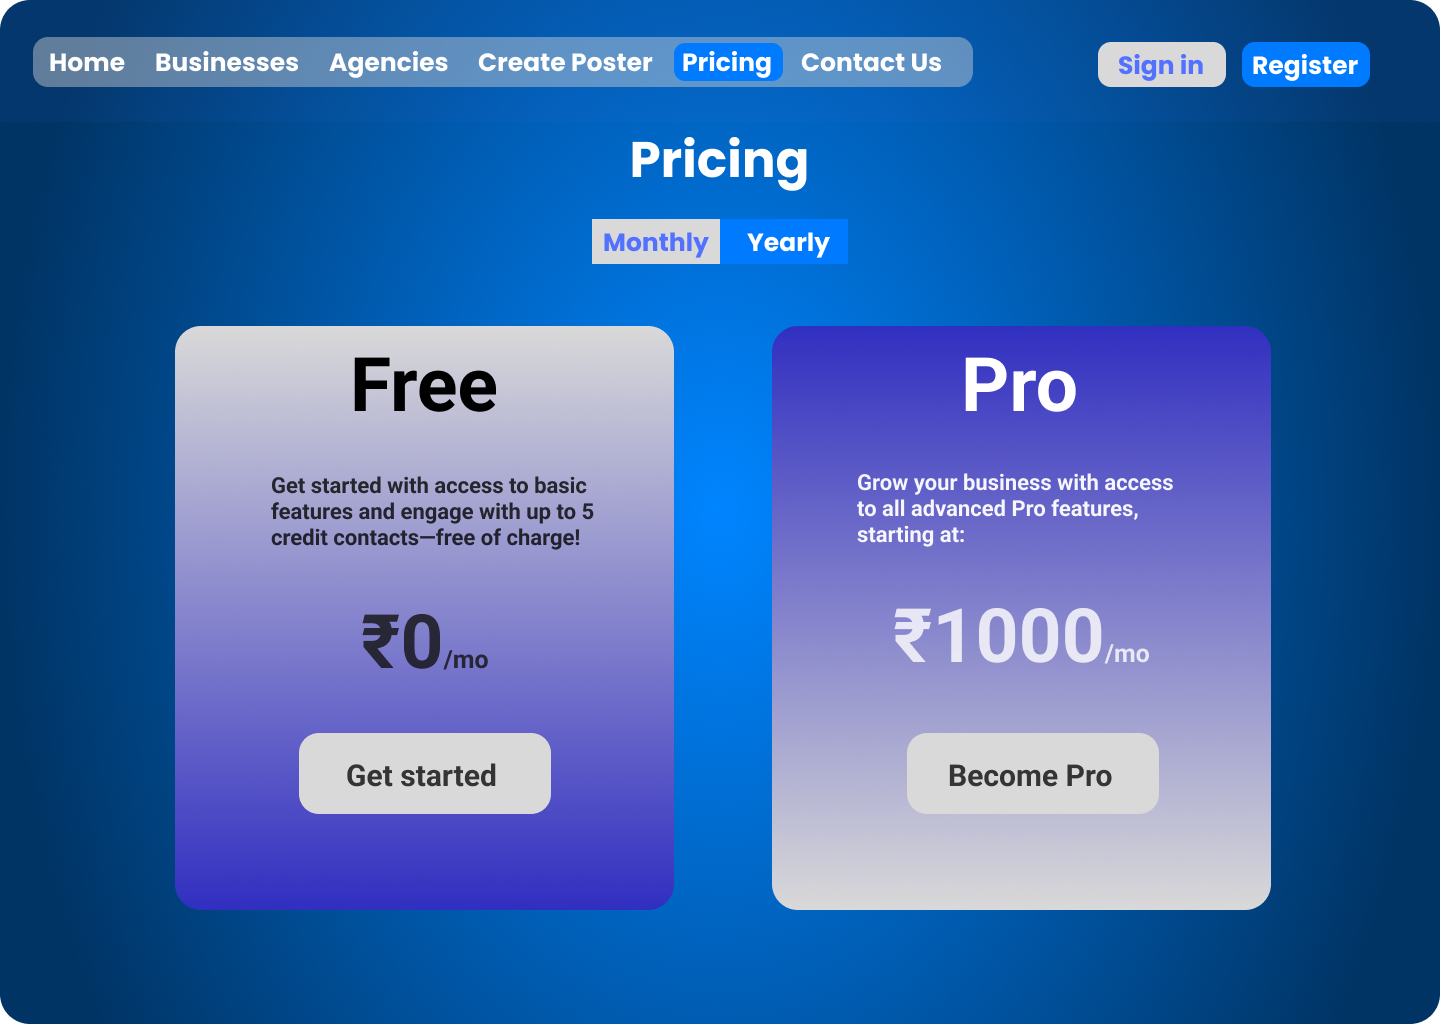 Home Businesses Agencies Create Poster Pricing Contact Us Sign in Register
Pricing
Monthly Yearly
Free
Get started with access to basic
features and engage with up to 5
credit contacts—free of charge!
₹0/mo
Get started
Pro
Grow your business with access
to all advanced Pro features,
starting at:
₹1000/mo
Become Pro